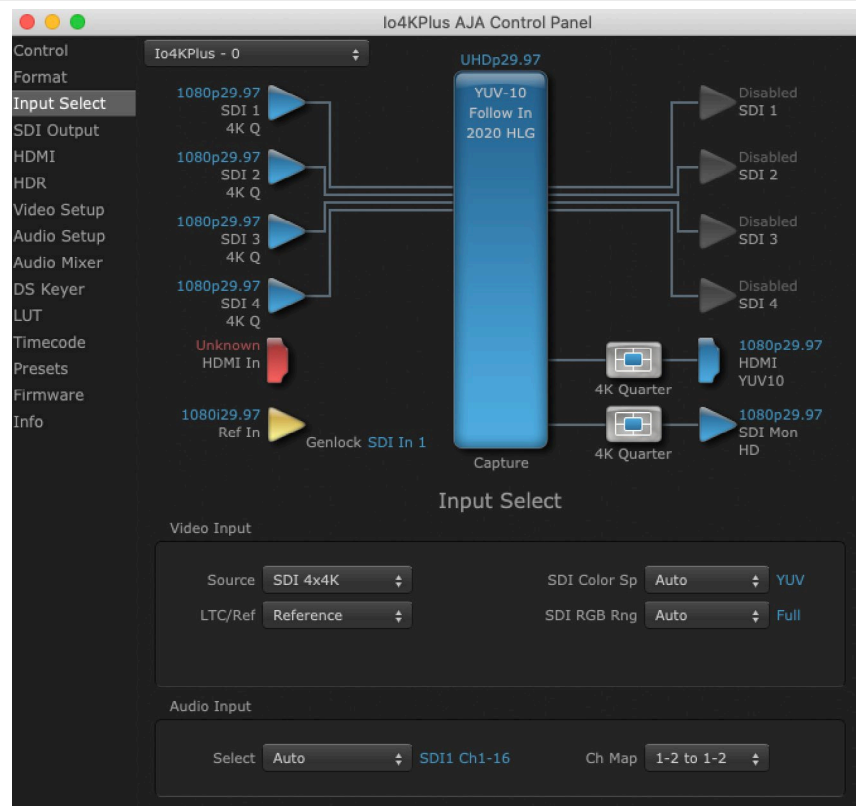 Io4KPlus AJA Control Panel
Control
Format
Input Select
SDI Output
HDMI
HDR
Video Setup
Audio Setup
Audio Mixer
DS Keyer
LUT
Timecode
Presets
Firmware
Info
Io4KPlus - 0
UHDp29.97
YUV-10
Follow In
2020 HLG
1080p29.97
SDI 1
4K Q
1080p29.97
SDI 2
4K Q
1080p29.97
SDI 3
4K Q
1080p29.97
SDI 4
4K Q
Unknown
HDMI In
1080i29.97
Ref In
Genlock SDI In 1
Capture
Disabled
SDI 1
Disabled
SDI 2
Disabled
SDI 3
Disabled
SDI 4
4K Quarter
1080p29.97
HDMI
YUV10
4K Quarter
1080p29.97
SDI Mon
HD
Input Select
Video Input
Source SDI 4x4K SDI Color Sp Auto YUV
LTC/Ref Reference SDI RGB Rng Auto Full
Audio Input
Select Auto SDI1 Ch1-16 Ch Map 1-2 to 1-2